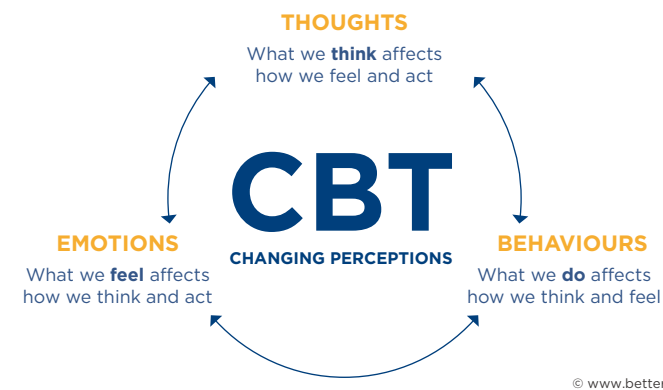 THOUGHTS
What we think affects
how we feel and act
CBT
CHANGING PERCEPTIONS
EMOTIONS
What we feel affects
how we think and act
BEHAVIOURS
What we do affects
how we think and feel